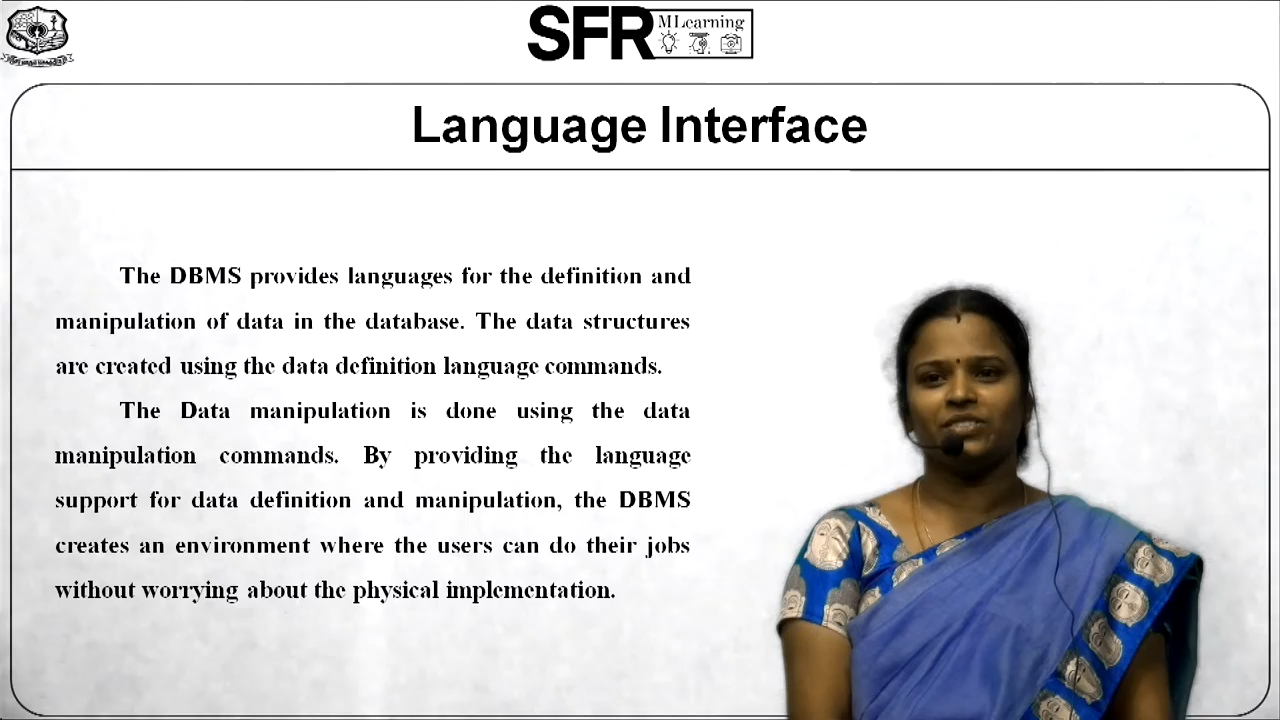 SFR
MLearning
Language Interface
The DBMS provides languages for the definition and
manipulation of data in the database. The data structures
are created using the data definition language commands.
The Data manipulation is done using the data
manipulation commands. By providing the language
support for data definition and manipulation, the DBMS
creates an environment where the users can do their jobs
without worrying about the physical implementation.